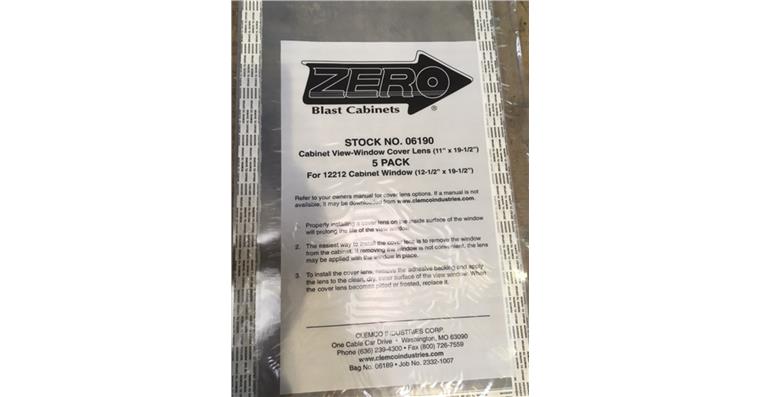 ZERO
Blast Cabinets
®
STOCK NO. 06190
Cabinet View-Window Cover Lens (11" x 19-1/2")
5 PACK
For 12212 Cabinet Window (12-1/2" x 19-1/2")
Refer to your owners manual for cover lens options. If a manual is not
available, it may be downloaded from www.clemcoindustries.com.
Properly installing a cover lens on the inside surface of the window
will prolong the life of the view window.
2. The easiest way to install the cover lens is to remove the window
from the cabinet. If removing the window is not convenient, the lens
may be applied with the window in place.
3. To install the cover lens, remove the adhesive backing and apply
the lens to the clean, dry, inner surface of the view window. When
the cover lens becomes pitted or frosted, replace it.
CLEMCO INDUSTRIES CORP.
One Cable Car Drive • Washington, MO 63090
Phone (636) 239-4300 • Fax (800) 726-7559
www.clemcoindustries.com
Bag No. 06189 • Job No. 2332-1007